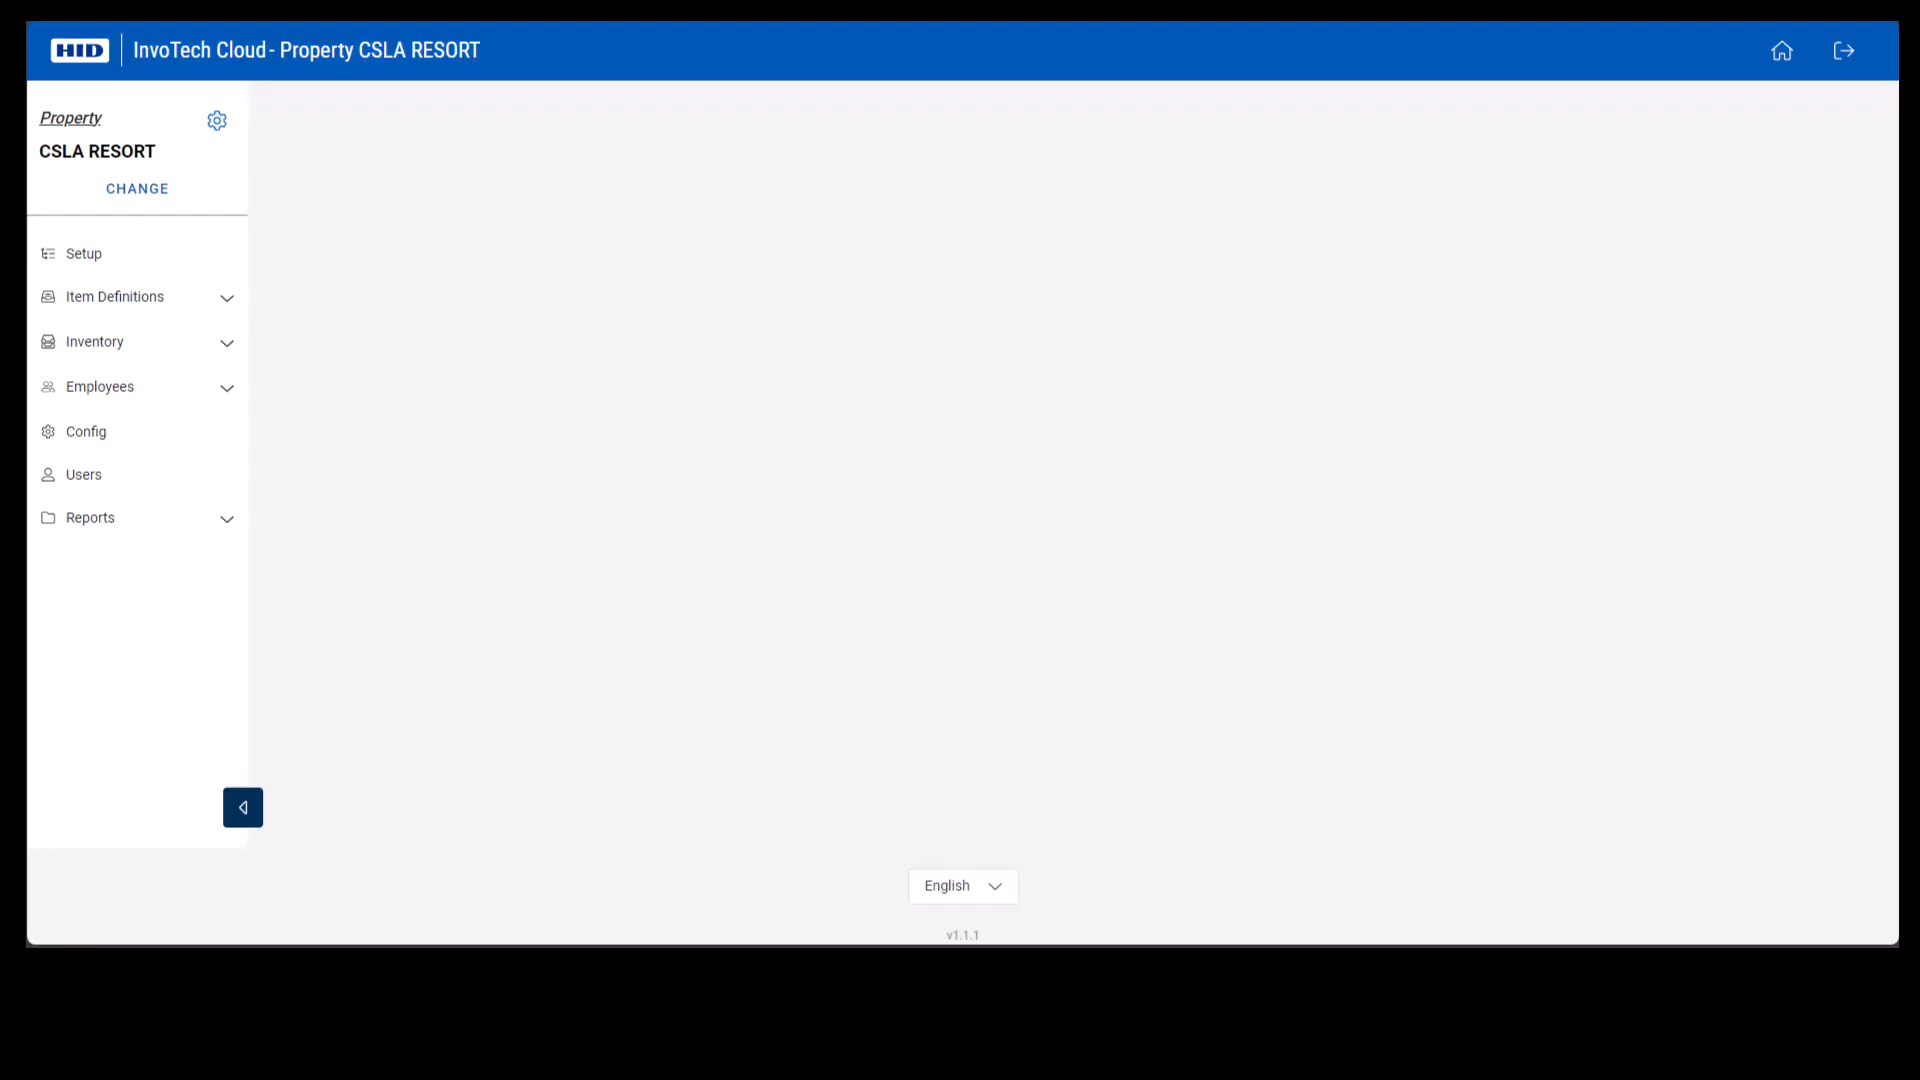 HID
InvoTech Cloud - Property CSLA RESORT
Property
CSLA RESORT
CHANGE
Setup
Item Definitions
Inventory
Employees
Config
Users
Reports
English
v1.1.1